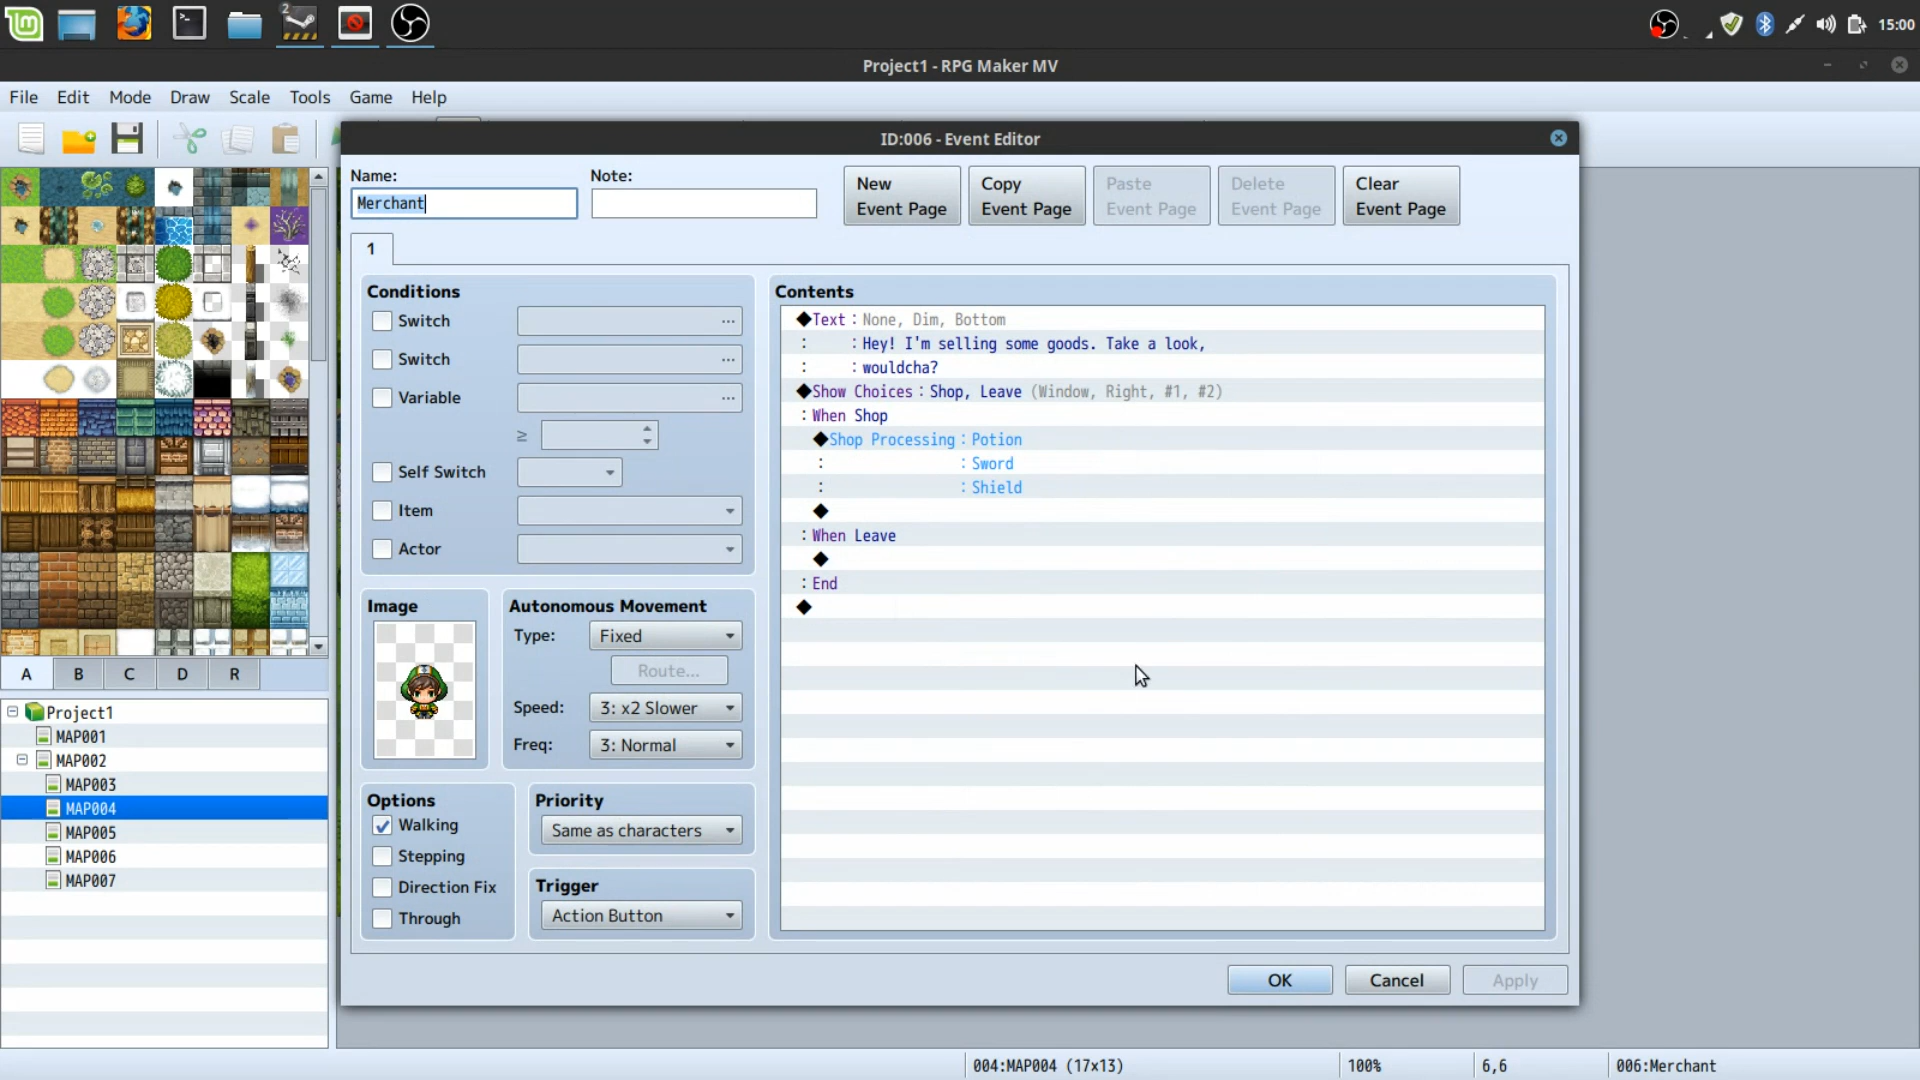 2
15:00
Project1 - RPG Maker MV
File Edit Mode Draw Scale Tools Game Help
ID:006 - Event Editor
Name:
Note:
Merchant
New Event Page
Copy Event Page
Paste Event Page
Delete Event Page
Clear Event Page
1
Conditions
Switch ...
Switch ...
Variable ...
≥
Self Switch
Item
Actor
Image
Autonomous Movement
Type: Fixed
Route...
Speed: 3: x2 Slower
Freq: 3: Normal
Options
Walking
Stepping
Direction Fix
Through
Priority
Same as characters
Trigger
Action Button
Contents
◆Text : None, Dim, Bottom
: : Hey! I'm selling some goods. Take a look,
: : wouldcha?
◆Show Choices : Shop, Leave (Window, Right, #1, #2)
: When Shop
◆Shop Processing : Potion
: : Sword
: : Shield
◆
: When Leave
◆
: End
◆
OK Cancel Apply
A B C D R
Project1
MAP001
MAP002
MAP003
MAP004
MAP005
MAP006
MAP007
004:MAP004 (17x13) 100% 6,6 006:Merchant